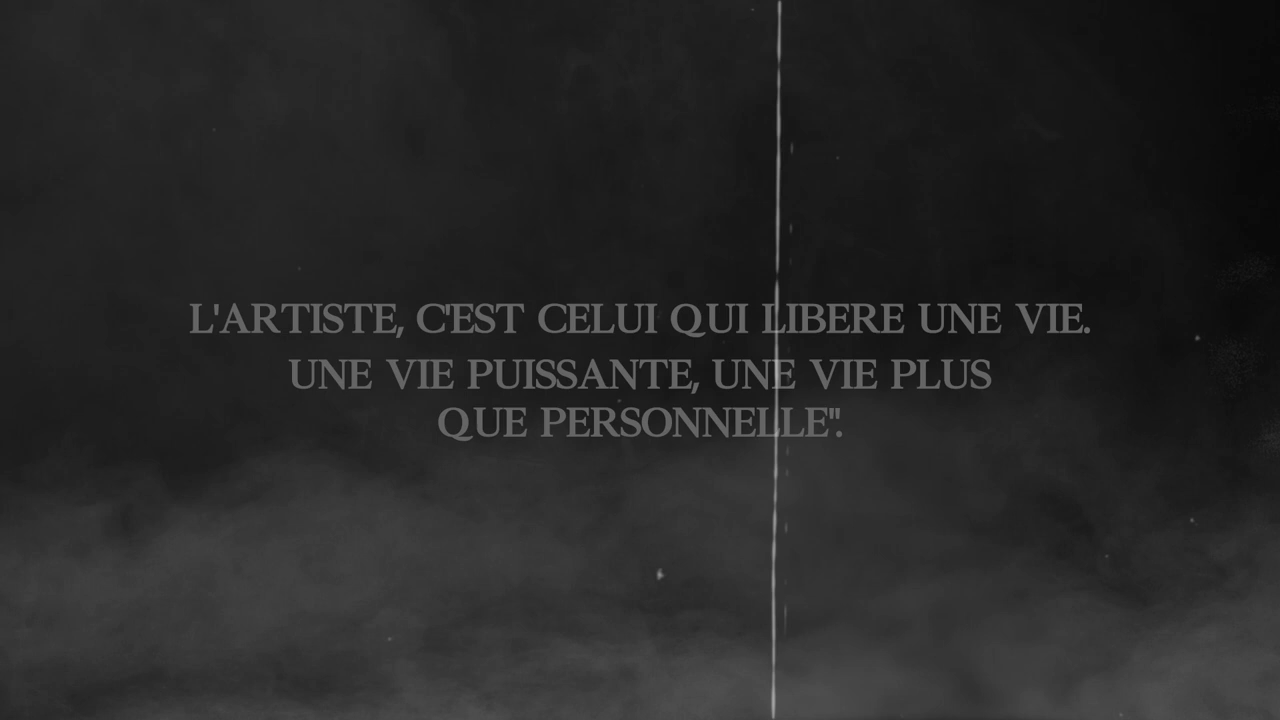 L'ARTISTE, C'EST CELUI QUI LIBERE UNE VIE.
UNE VIE PUISSANTE, UNE VIE PLUS
QUE PERSONNELLE".